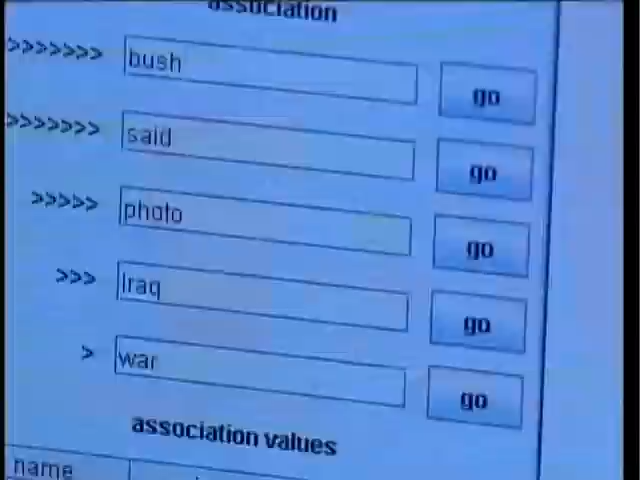 association
>>>>>>> bush go
>>>>>>> said go
>>>>> photo go
>>> Iraq go
> war go
association values
name